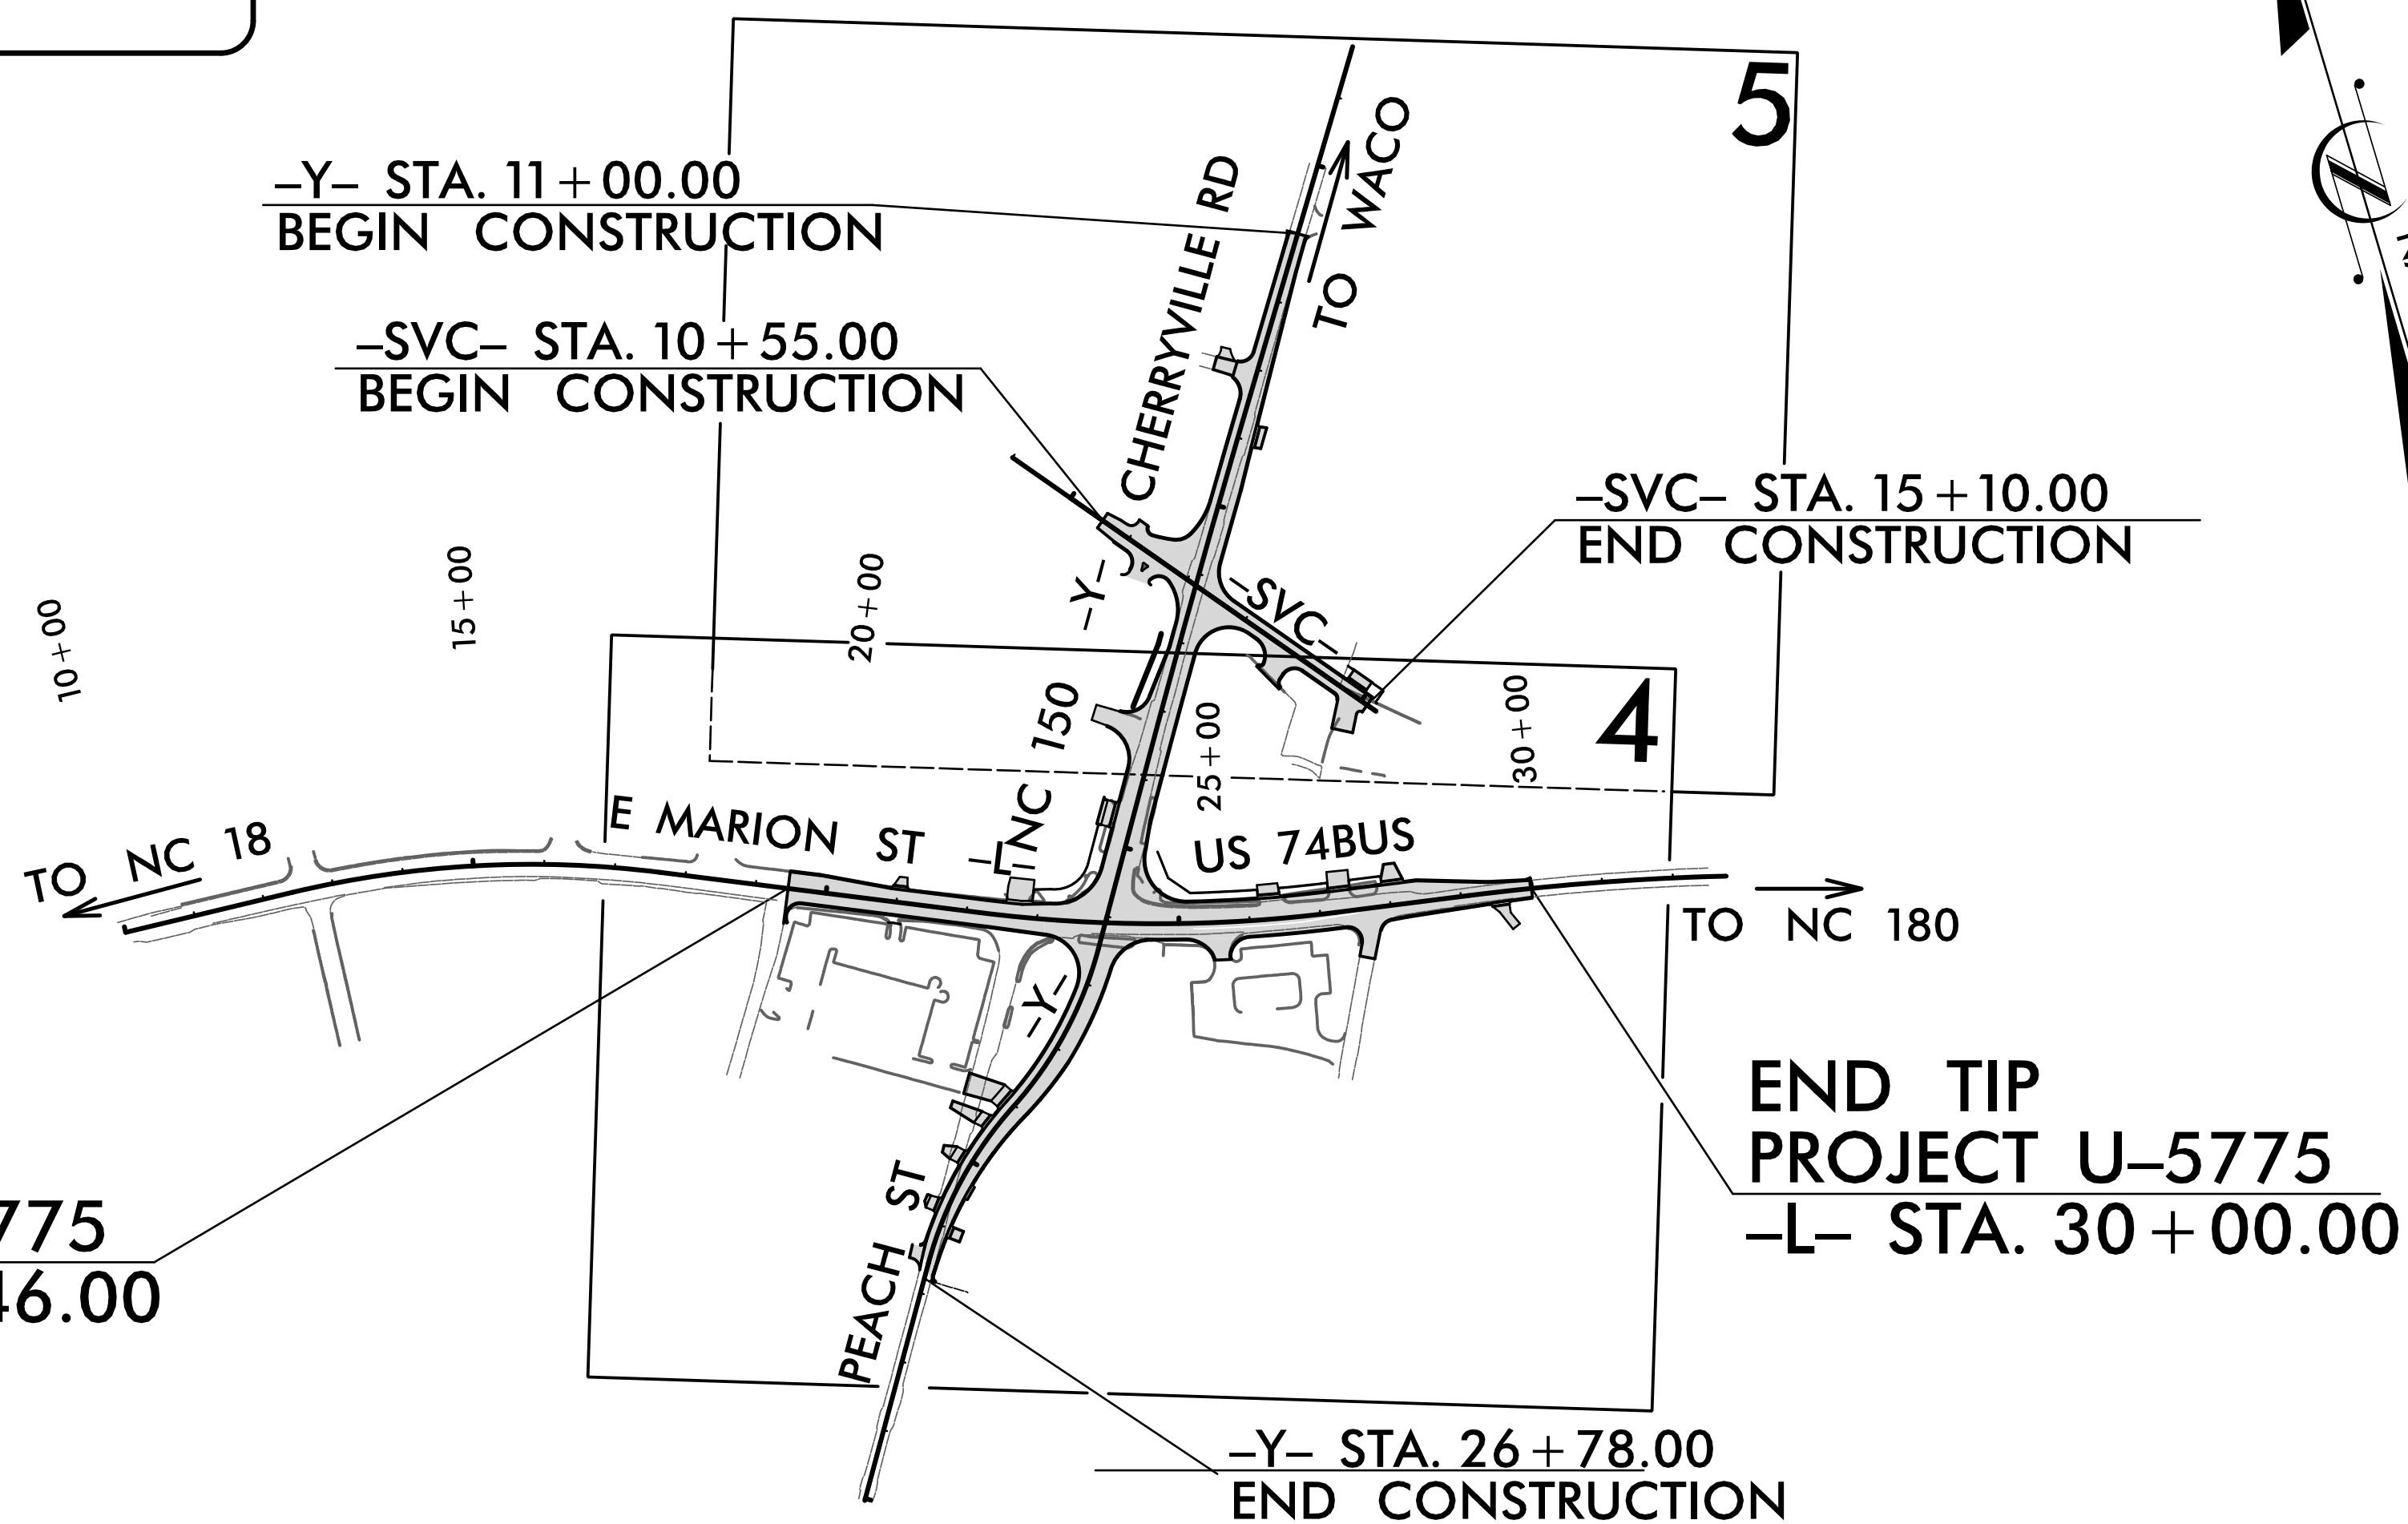 5
–Y– STA. 11+00.00
BEGIN CONSTRUCTION
CHERRYVILLE RD
TO WACO
–SVC– STA. 10+55.00
BEGIN CONSTRUCTION
–SVC– STA. 15+10.00
END CONSTRUCTION
–Y–
–SVC–
10+00
15+00
20+00
25+00
30+00
4
NC 150
E MARION ST
–L–
US 74BUS
TO NC 18
TO NC 180
–Y–
775
46.00
PEACH ST
END TIP
PROJECT U–5775
–L– STA. 30+00.00
–Y– STA. 26+78.00
END CONSTRUCTION